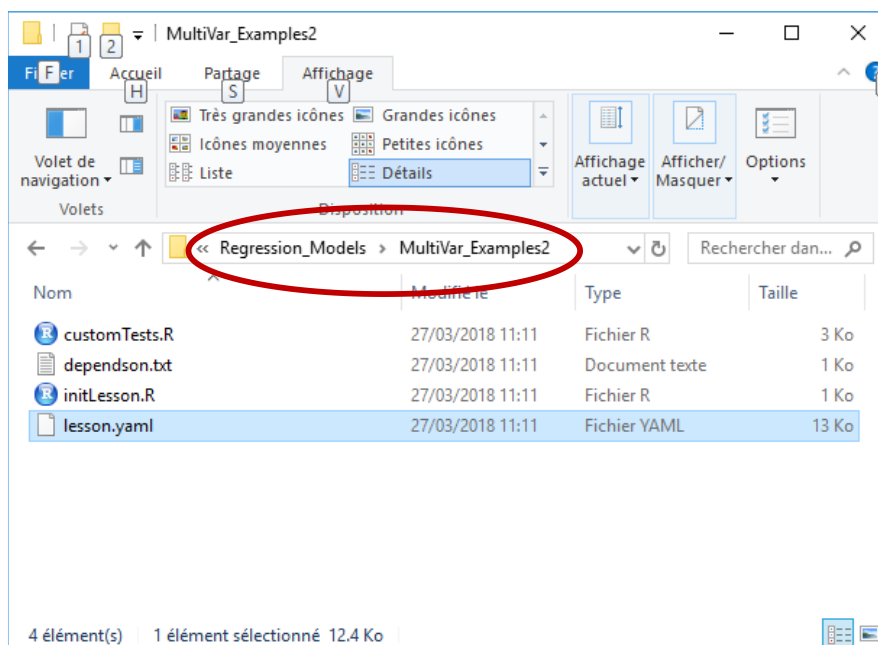 MultiVar_Examples2
1 2
Fi F er Accueil Partage Affichage
H S V
Très grandes icônes Grandes icônes
Icônes moyennes Petites icônes
Liste Détails
Volet de navigation
Affichage actuel
Afficher/ Masquer
Options
Volets Disposition
« Regression_Models > MultiVar_Examples2 Rechercher dan...
Nom Modifié le Type Taille
customTests.R 27/03/2018 11:11 Fichier R 3 Ko
dependson.txt 27/03/2018 11:11 Document texte 1 Ko
initLesson.R 27/03/2018 11:11 Fichier R 1 Ko
lesson.yaml 27/03/2018 11:11 Fichier YAML 13 Ko
4 élément(s) 1 élément sélectionné 12.4 Ko